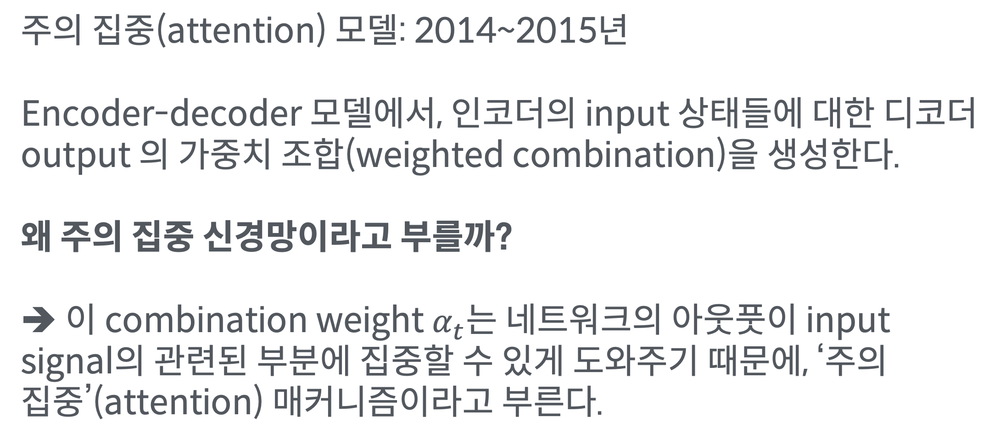 주의 집중(attention) 모델: 2014~2015년
Encoder-decoder 모델에서, 인코더의 input 상태들에 대한 디코더
output 의 가중치 조합(weighted combination)을 생성한다.
왜 주의 집중 신경망이라고 부를까?
➔ 이 combination weight 𝛼ₜ는 네트워크의 아웃풋이 input
signal의 관련된 부분에 집중할 수 있게 도와주기 때문에, ‘주의
집중’(attention) 매커니즘이라고 부른다.